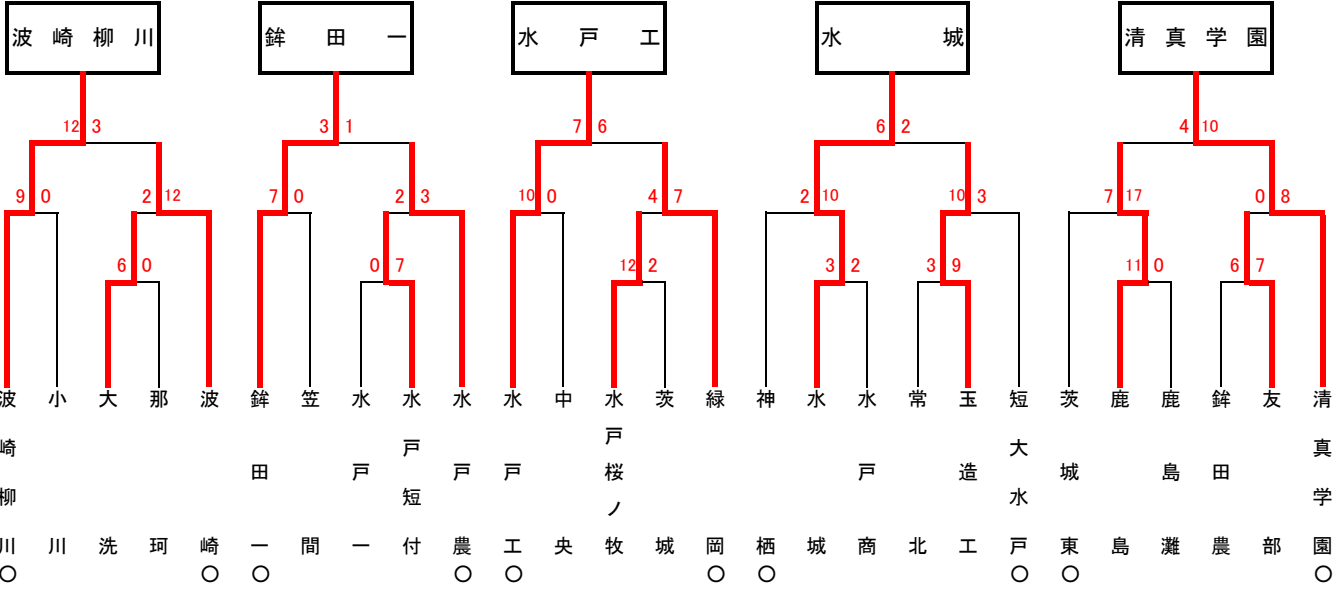 波崎柳川 鉾田一 水戸工 水城 清真学園
12 3 3 1 7 6 6 2 4 10
9 0 2 12 7 0 2 3 10 0 4 7 2 10 10 3 7 17 0 8
6 0 0 7 12 2 3 2 3 9 11 0 6 7
波崎柳川○
小川
大洗
那珂
波崎○
鉾田一○
笠間
水戸一
水戸短付
水戸農○
水戸工○
中央
水戸桜ノ牧
茨城
緑岡○
神栖○
水城
水戸商
常北
玉造工
短大水戸○
茨城東○
鹿島
鹿島灘
鉾田農
友部
清真学園○